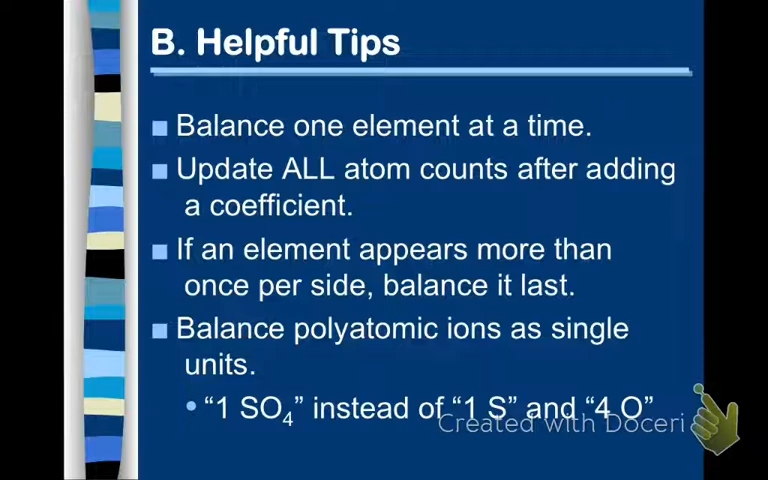 B. Helpful Tips
■ Balance one element at a time.
■ Update ALL atom counts after adding
a coefficient.
■ If an element appears more than
once per side, balance it last.
■ Balance polyatomic ions as single
units.
• “1 SO₄” instead of “1 S” and “4 O”
Created with Doceri